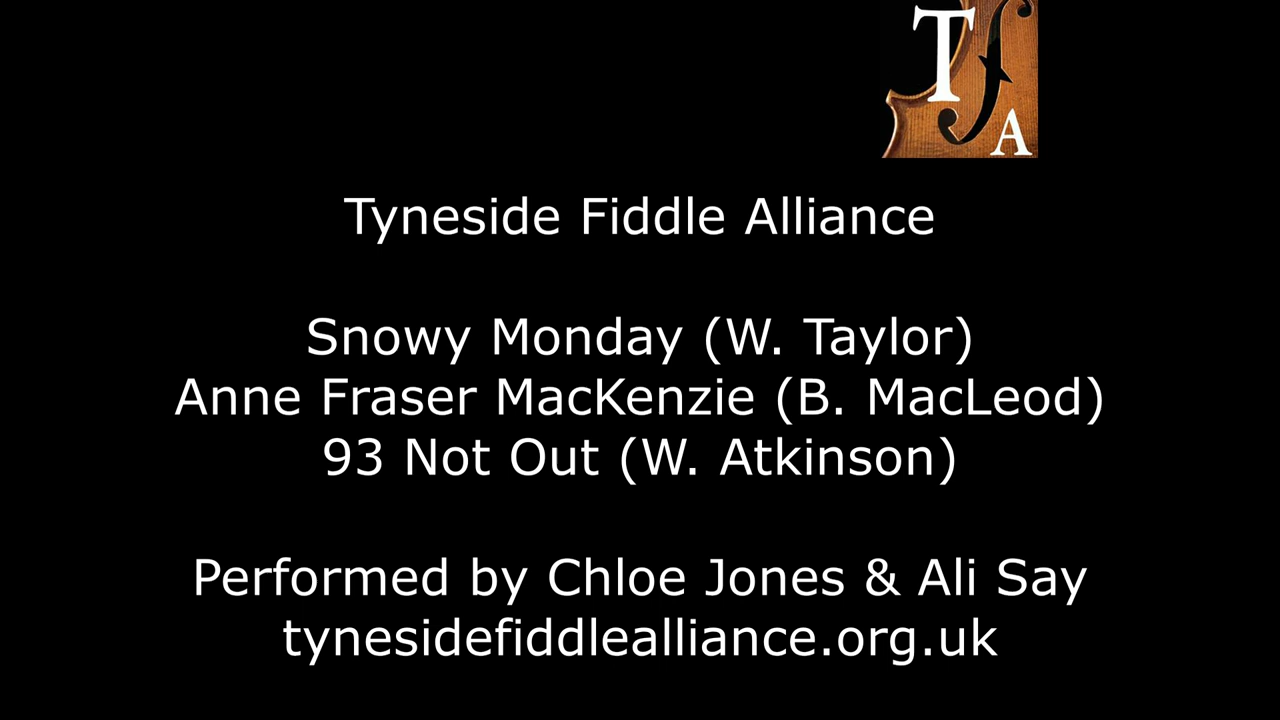 TfA
Tyneside Fiddle Alliance
Snowy Monday (W. Taylor)
Anne Fraser MacKenzie (B. MacLeod)
93 Not Out (W. Atkinson)
Performed by Chloe Jones & Ali Say
tynesidefiddlealliance.org.uk